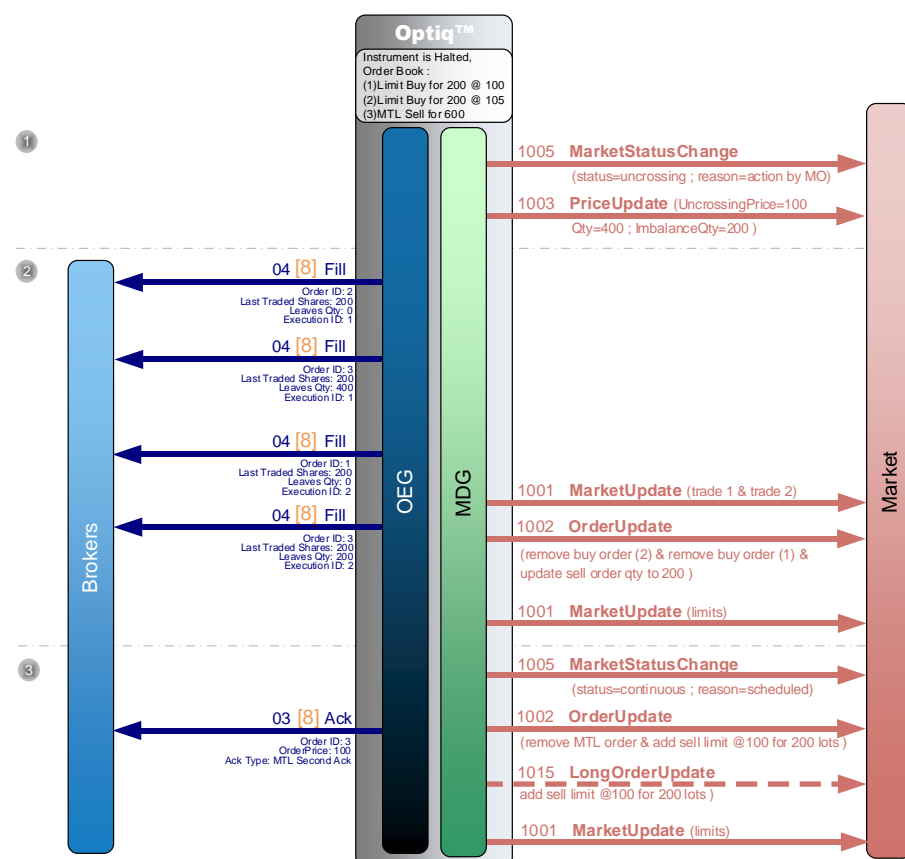 Optiq™
Instrument is Halted,
Order Book :
(1)Limit Buy for 200 @ 100
(2)Limit Buy for 200 @ 105
(3)MTL Sell for 600
1
1005 MarketStatusChange
(status=uncrossing ; reason=action by MO)
1003 PriceUpdate (UncrossingPrice=100
Qty=400 ; ImbalanceQty=200 )
2
04 [8] Fill
Order ID: 2
Last Traded Shares: 200
Leaves Qty: 0
Execution ID: 1
04 [8] Fill
Order ID: 3
Last Traded Shares: 200
Leaves Qty: 400
Execution ID: 1
04 [8] Fill
Order ID: 1
Last Traded Shares: 200
Leaves Qty: 0
Execution ID: 2
04 [8] Fill
Order ID: 3
Last Traded Shares: 200
Leaves Qty: 200
Execution ID: 2
Brokers
OEG
MDG
Market
1001 MarketUpdate (trade 1 & trade 2)
1002 OrderUpdate
(remove buy order (2) & remove buy order (1) &
update sell order qty to 200 )
1001 MarketUpdate (limits)
3
1005 MarketStatusChange
(status=continuous ; reason=scheduled)
03 [8] Ack
Order ID: 3
OrderPrice: 100
Ack Type: MTL Second Ack
1002 OrderUpdate
(remove MTL order & add sell limit @100 for 200 lots )
1015 LongOrderUpdate
add sell limit @100 for 200 lots )
1001 MarketUpdate (limits)